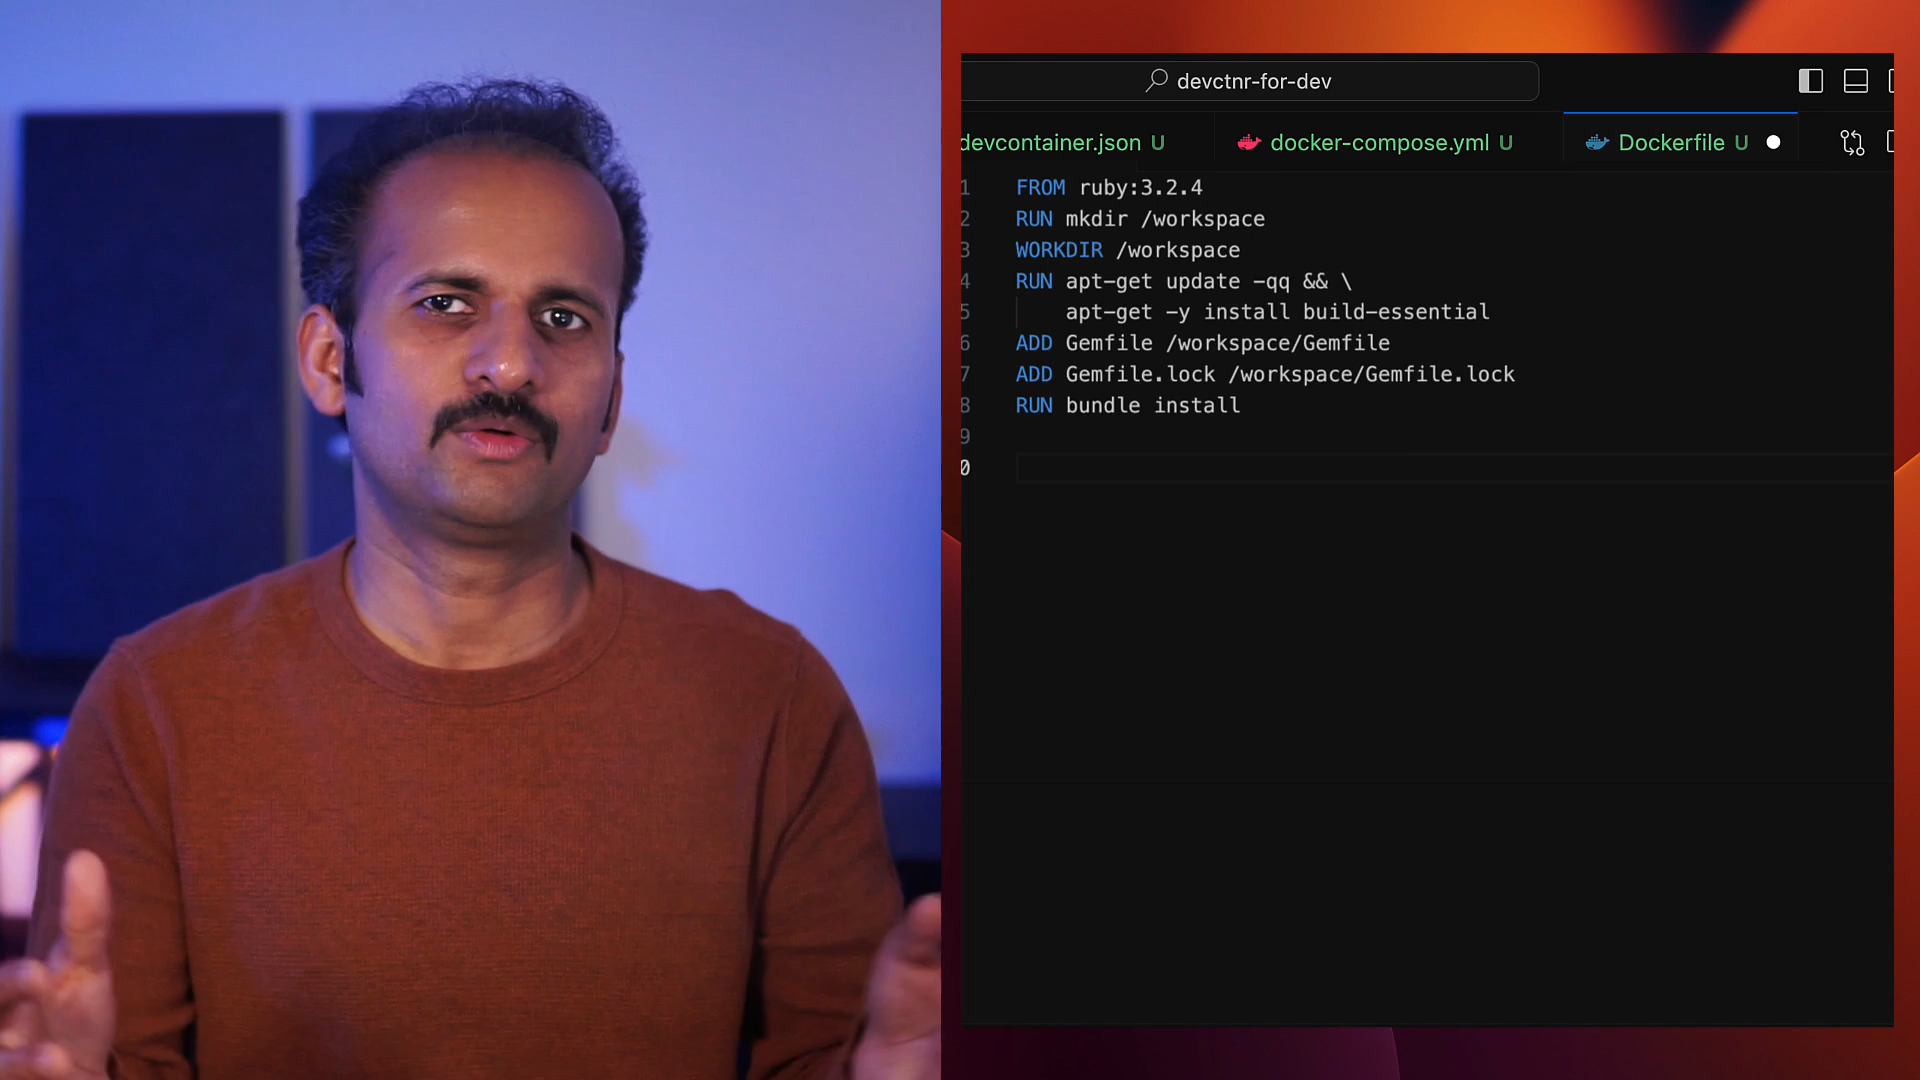 devctnr-for-dev
devcontainer.json U
docker-compose.yml U
Dockerfile U
1 FROM ruby:3.2.4
2 RUN mkdir /workspace
3 WORKDIR /workspace
4 RUN apt-get update -qq && \
5 apt-get -y install build-essential
6 ADD Gemfile /workspace/Gemfile
7 ADD Gemfile.lock /workspace/Gemfile.lock
8 RUN bundle install
9
0